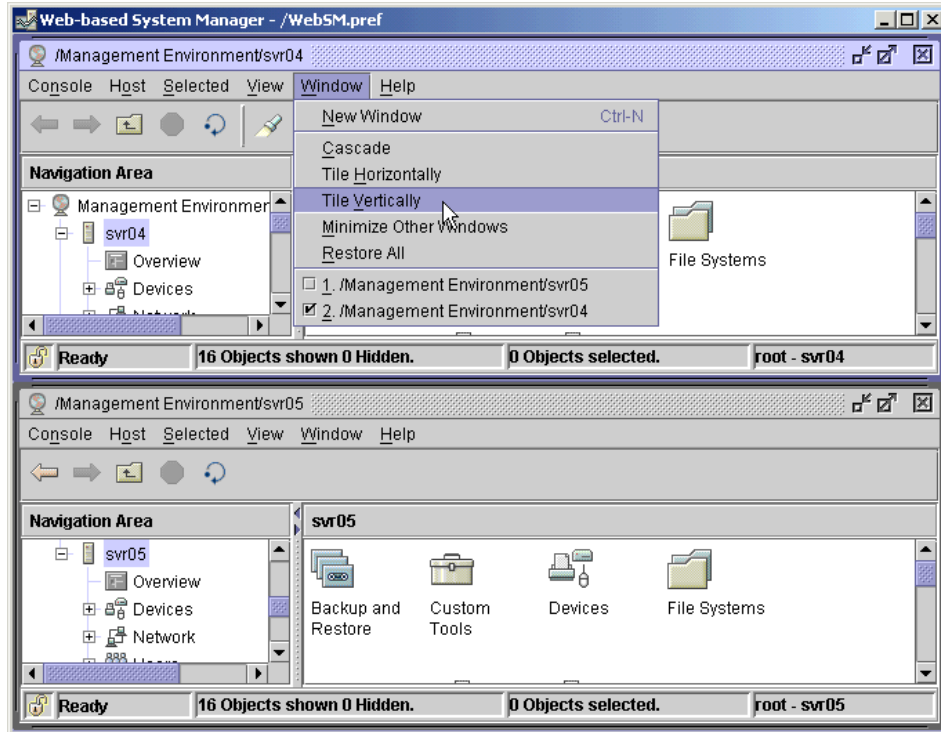 Web-based System Manager - /WebSM.pref
/Management Environment/svr04
Console Host Selected View Window Help
New Window Ctrl-N
Cascade
Tile Horizontally
Tile Vertically
Minimize Other Windows
Restore All
1. /Management Environment/svr05
2. /Management Environment/svr04
Navigation Area
Management Environmer
svr04
Overview
Devices
File Systems
Ready 16 Objects shown 0 Hidden. 0 Objects selected. root - svr04
/Management Environment/svr05
Console Host Selected View Window Help
Navigation Area svr05
svr05
Overview
Devices
Network
Backup and Restore
Custom Tools
Devices
File Systems
Ready 16 Objects shown 0 Hidden. 0 Objects selected. root - svr05